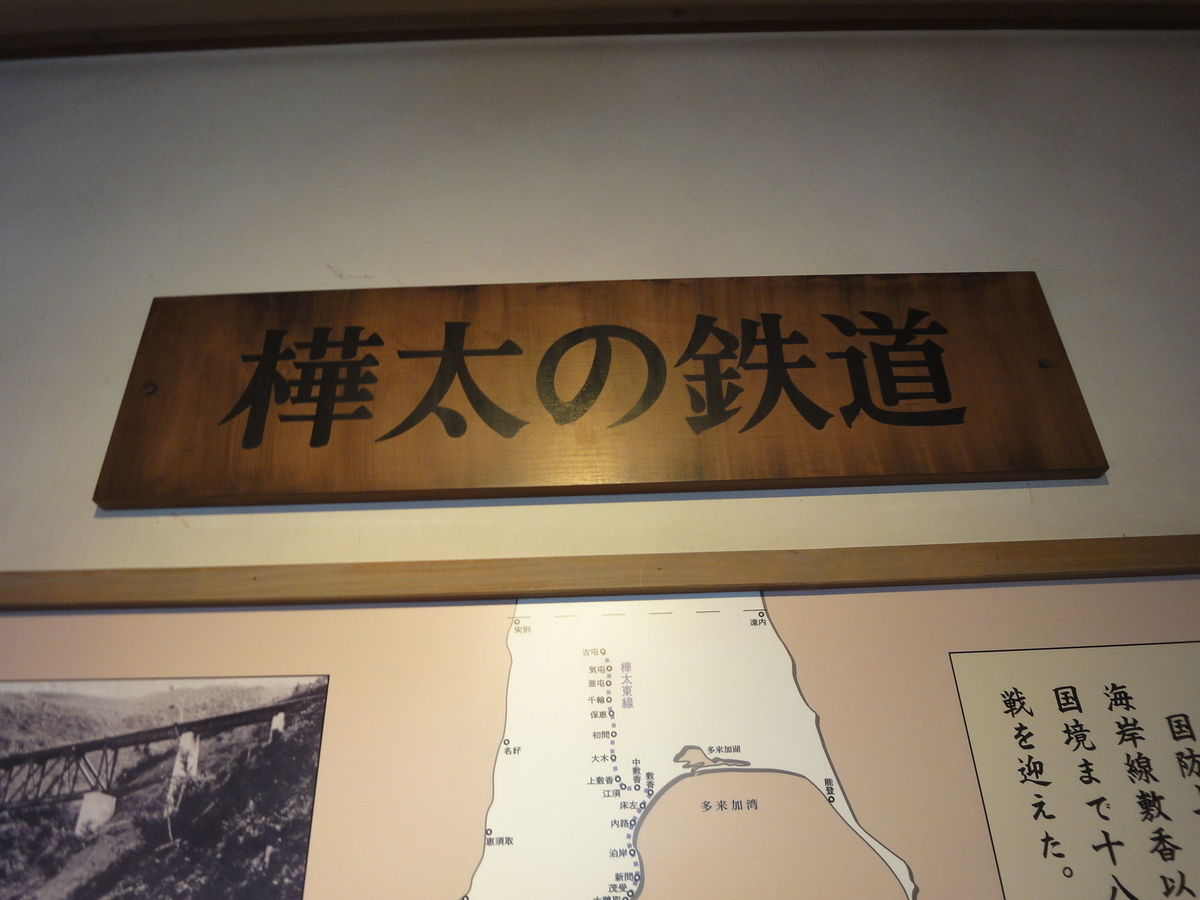 樺太の鉄道
安別
遠内
古屯
気屯
亜屯
千輪
保恵
初問
大木
上敷香
中敷香
敷香
江須
床左
内路
泊岸
新問
茂受
樺太東線
名好
恵須取
多来加湖
多来加湾
能登
国防
海岸線敷香以
国境まで十八
戦を迎えた。